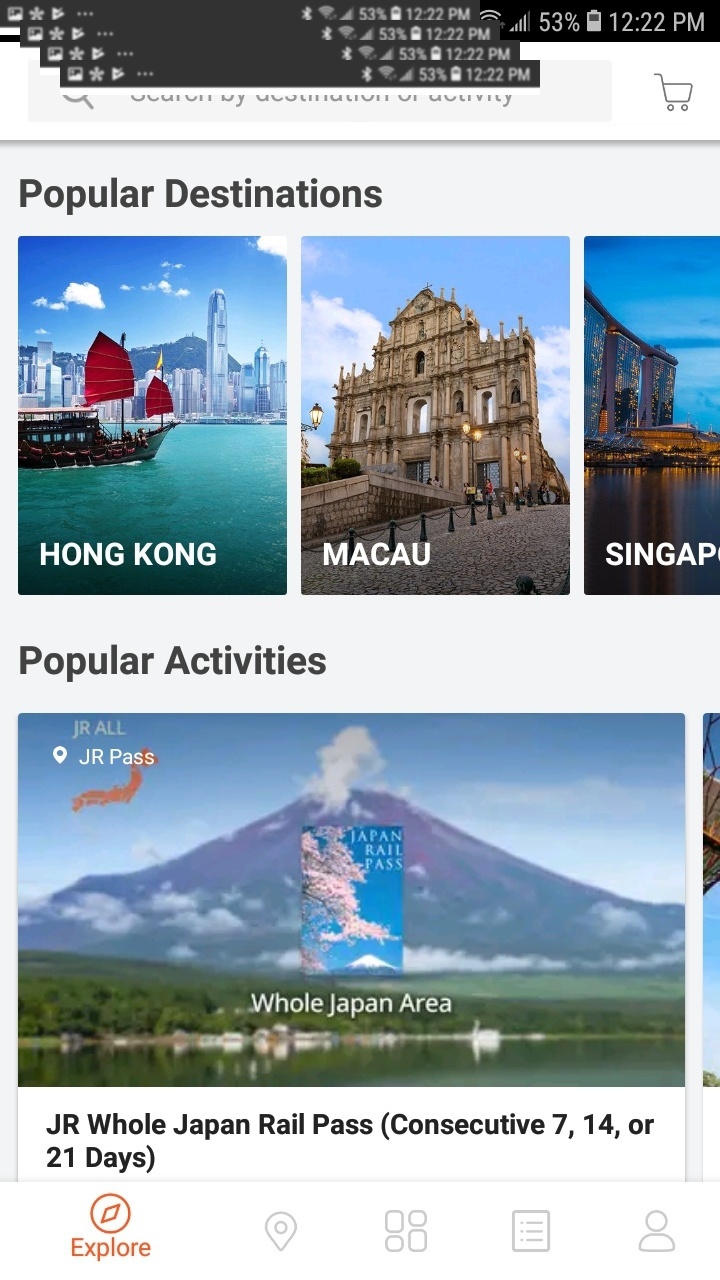 53% 12:22 PM
53% 12:22 PM
53% 12:22 PM
53% 12:22 PM
53% 12:22 PM
Search by destination or activity
Popular Destinations
HONG KONG
MACAU
SINGAPO
Popular Activities
JR ALL
JR Pass
JAPAN
RAIL
PASS
Whole Japan Area
JR Whole Japan Rail Pass (Consecutive 7, 14, or
21 Days)
Explore